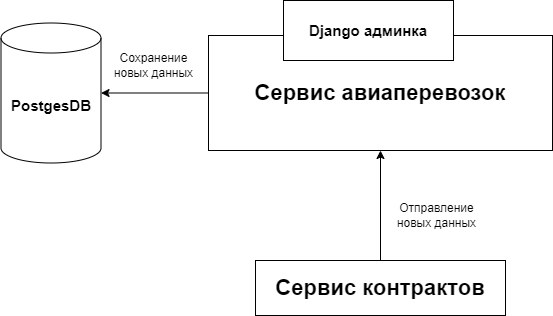 Django админка
Сохранение
новых данных
PostgesDB
Сервис авиаперевозок
Отправление
новых данных
Сервис контрактов